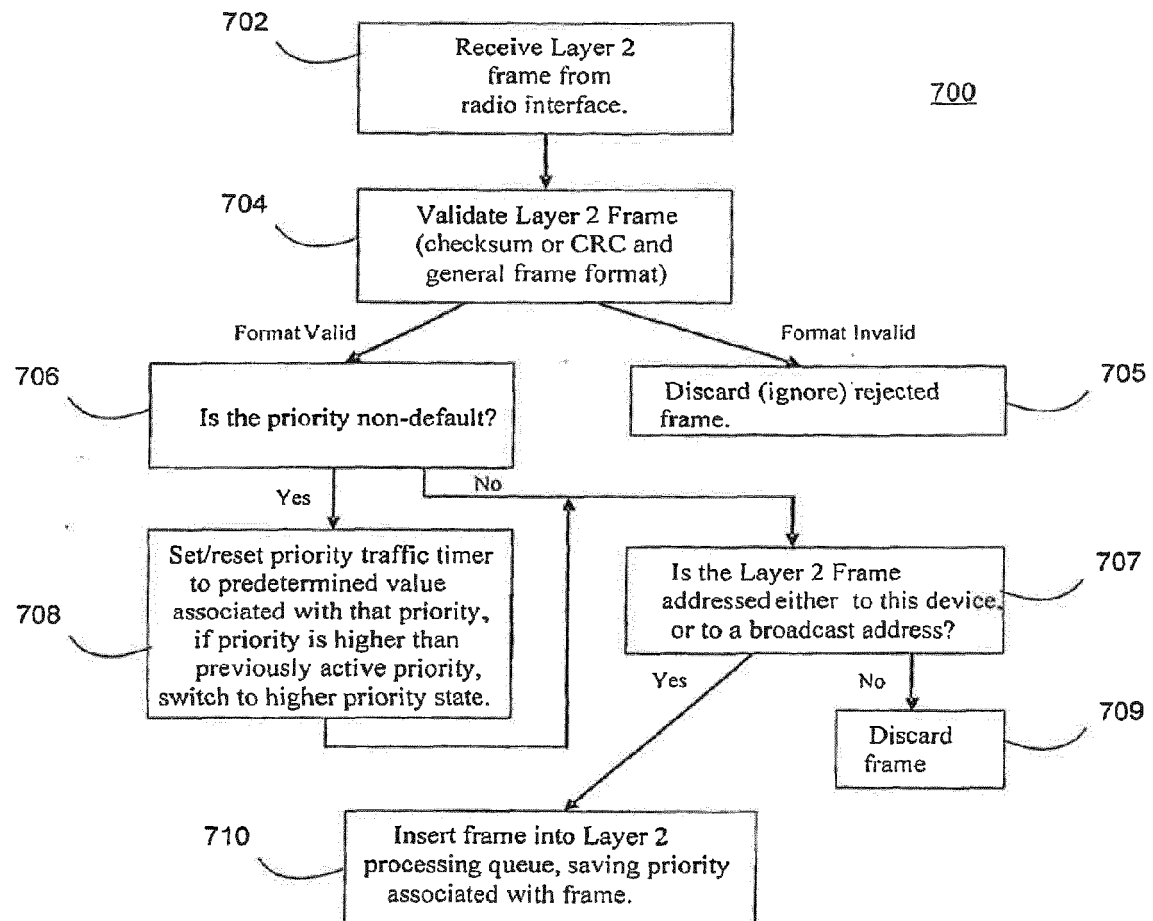 702
Receive Layer 2
frame from
radio interface.
700
704
Validate Layer 2 Frame
(checksum or CRC and
general frame format)
Format Valid
Format Invalid
706
Is the priority non-default?
Discard (ignore) rejected
frame.
705
Yes
No
708
Set/reset priority traffic timer
to predetermined value
associated with that priority,
if priority is higher than
previously active priority,
switch to higher priority state.
Is the Layer 2 Frame
addressed either to this device,
or to a broadcast address?
707
Yes
No
Discard
frame
709
710
Insert frame into Layer 2
processing queue, saving priority
associated with frame.